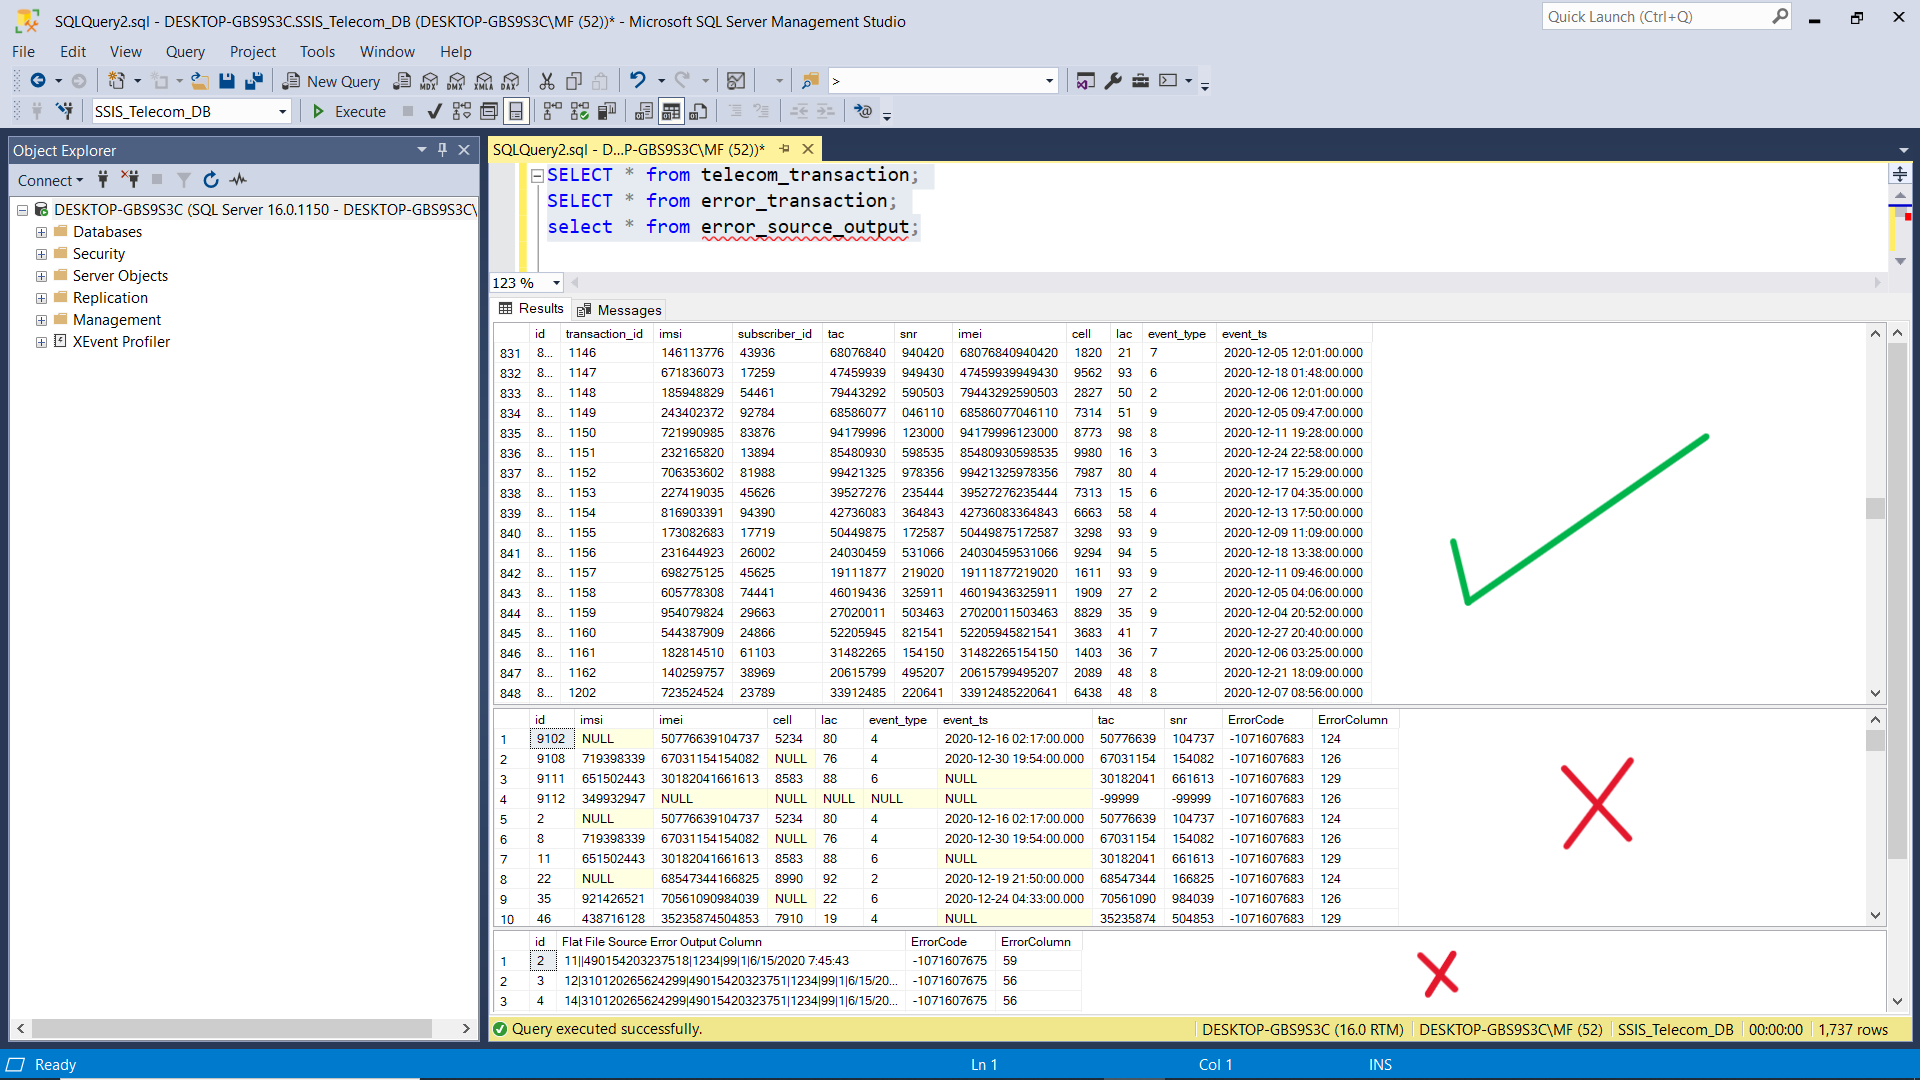 SQLQuery2.sql - DESKTOP-GBS9S3C.SSIS_Telecom_DB (DESKTOP-GBS9S3C\MF (52))* - Microsoft SQL Server Management Studio
Quick Launch (Ctrl+Q)
File Edit View Query Project Tools Window Help
New Query MDX DMX XMLA DAX >
SSIS_Telecom_DB Execute
Object Explorer
Connect
DESKTOP-GBS9S3C (SQL Server 16.0.1150 - DESKTOP-GBS9S3C\
Databases
Security
Server Objects
Replication
Management
XEvent Profiler
SQLQuery2.sql - D...P-GBS9S3C\MF (52))*
SELECT * from telecom_transaction;
SELECT * from error_transaction;
select * from error_source_output;
123 %
Results Messages
id transaction_id imsi subscriber_id tac snr imei cell lac event_type event_ts
831 8... 1146 146113776 43936 68076840 940420 68076840940420 1820 21 7 2020-12-05 12:01:00.000
832 8... 1147 671836073 17259 47459939 949430 47459939949430 9562 93 6 2020-12-18 01:48:00.000
833 8... 1148 185948829 54461 79443292 590503 79443292590503 2827 50 2 2020-12-06 12:01:00.000
834 8... 1149 243402372 92784 68586077 046110 68586077046110 7314 51 9 2020-12-05 09:47:00.000
835 8... 1150 721990985 83876 94179996 123000 94179996123000 8773 98 8 2020-12-11 19:28:00.000
836 8... 1151 232165820 13894 85480930 598535 85480930598535 9980 16 3 2020-12-24 22:58:00.000
837 8... 1152 706353602 81988 99421325 978356 99421325978356 7987 80 4 2020-12-17 15:29:00.000
838 8... 1153 227419035 45626 39527276 235444 39527276235444 7313 15 6 2020-12-17 04:35:00.000
839 8... 1154 816903391 94390 42736083 364843 42736083364843 6663 58 4 2020-12-13 17:50:00.000
840 8... 1155 173082683 17719 50449875 172587 50449875172587 3298 93 9 2020-12-09 11:09:00.000
841 8... 1156 231644923 26002 24030459 531066 24030459531066 9294 94 5 2020-12-18 13:38:00.000
842 8... 1157 698275125 45625 19111877 219020 19111877219020 1611 93 9 2020-12-11 09:46:00.000
843 8... 1158 605778308 74441 46019436 325911 46019436325911 1909 27 2 2020-12-05 04:06:00.000
844 8... 1159 954079824 29663 27020011 503463 27020011503463 8829 35 9 2020-12-04 20:52:00.000
845 8... 1160 544387909 24866 52205945 821541 52205945821541 3683 41 7 2020-12-27 20:40:00.000
846 8... 1161 182814510 61103 31482265 154150 31482265154150 1403 36 7 2020-12-06 03:25:00.000
847 8... 1162 140259757 38969 20615799 495207 20615799495207 2089 48 8 2020-12-21 18:09:00.000
848 8... 1202 723524524 23789 33912485 220641 33912485220641 6438 48 8 2020-12-07 08:56:00.000
id imsi imei cell lac event_type event_ts tac snr ErrorCode ErrorColumn
1 9102 NULL 50776639104737 5234 80 4 2020-12-16 02:17:00.000 50776639 104737 -1071607683 124
2 9108 719398339 67031154154082 NULL 76 4 2020-12-30 19:54:00.000 67031154 154082 -1071607683 126
3 9111 651502443 30182041661613 8583 88 6 NULL 30182041 661613 -1071607683 129
4 9112 349932947 NULL NULL NULL NULL NULL -99999 -99999 -1071607683 126
5 2 NULL 50776639104737 5234 80 4 2020-12-16 02:17:00.000 50776639 104737 -1071607683 124
6 8 719398339 67031154154082 NULL 76 4 2020-12-30 19:54:00.000 67031154 154082 -1071607683 126
7 11 651502443 30182041661613 8583 88 6 NULL 30182041 661613 -1071607683 129
8 22 NULL 68547344166825 8990 92 2 2020-12-19 21:50:00.000 68547344 166825 -1071607683 124
9 35 921426521 70561090984039 NULL 22 6 2020-12-24 04:33:00.000 70561090 984039 -1071607683 126
10 46 438716128 35235874504853 7910 19 4 NULL 35235874 504853 -1071607683 129
id Flat File Source Error Output Column ErrorCode ErrorColumn
1 2 11||490154203237518|1234|99|1|6/15/2020 7:45:43 -1071607675 59
2 3 12|310120265624299|49015420323751|1234|99|1|6/15/20... -1071607675 56
3 4 14|310120265624299|49015420323751|1234|99|1|6/15/20... -1071607675 56
Query executed successfully. DESKTOP-GBS9S3C (16.0 RTM) DESKTOP-GBS9S3C\MF (52) SSIS_Telecom_DB 00:00:00 1,737 rows
Ready Ln 1 Col 1 INS